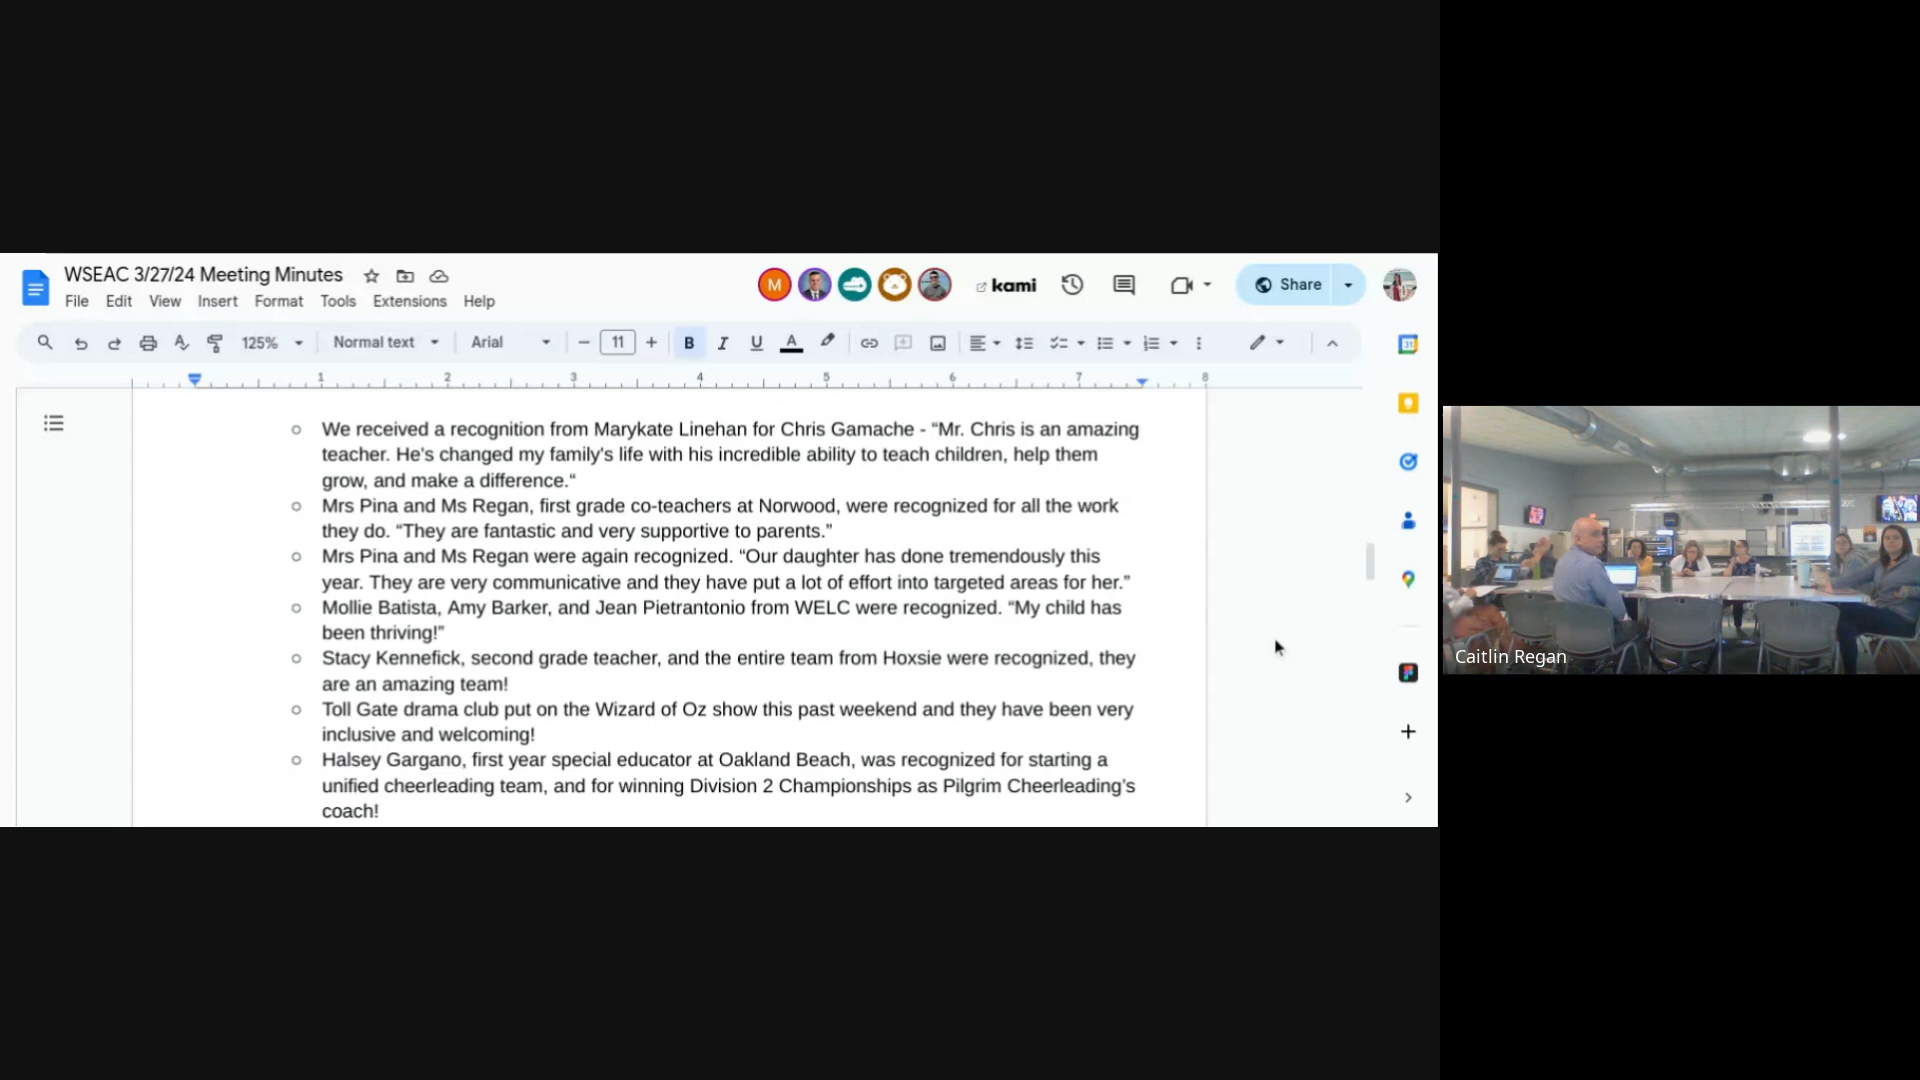 WSEAC 3/27/24 Meeting Minutes
File Edit View Insert Format Tools Extensions Help
M
kami
Share
125% Normal text Arial 11 B I U A
1 2 3 4 5 6 7 8
31
We received a recognition from Marykate Linehan for Chris Gamache - “Mr. Chris is an amazing
teacher. He's changed my family's life with his incredible ability to teach children, help them
grow, and make a difference.“
Mrs Pina and Ms Regan, first grade co-teachers at Norwood, were recognized for all the work
they do. “They are fantastic and very supportive to parents.”
Mrs Pina and Ms Regan were again recognized. “Our daughter has done tremendously this
year. They are very communicative and they have put a lot of effort into targeted areas for her.”
Mollie Batista, Amy Barker, and Jean Pietrantonio from WELC were recognized. “My child has
been thriving!”
Stacy Kennefick, second grade teacher, and the entire team from Hoxsie were recognized, they
are an amazing team!
Toll Gate drama club put on the Wizard of Oz show this past weekend and they have been very
inclusive and welcoming!
Halsey Gargano, first year special educator at Oakland Beach, was recognized for starting a
unified cheerleading team, and for winning Division 2 Championships as Pilgrim Cheerleading’s
coach!
Caitlin Regan